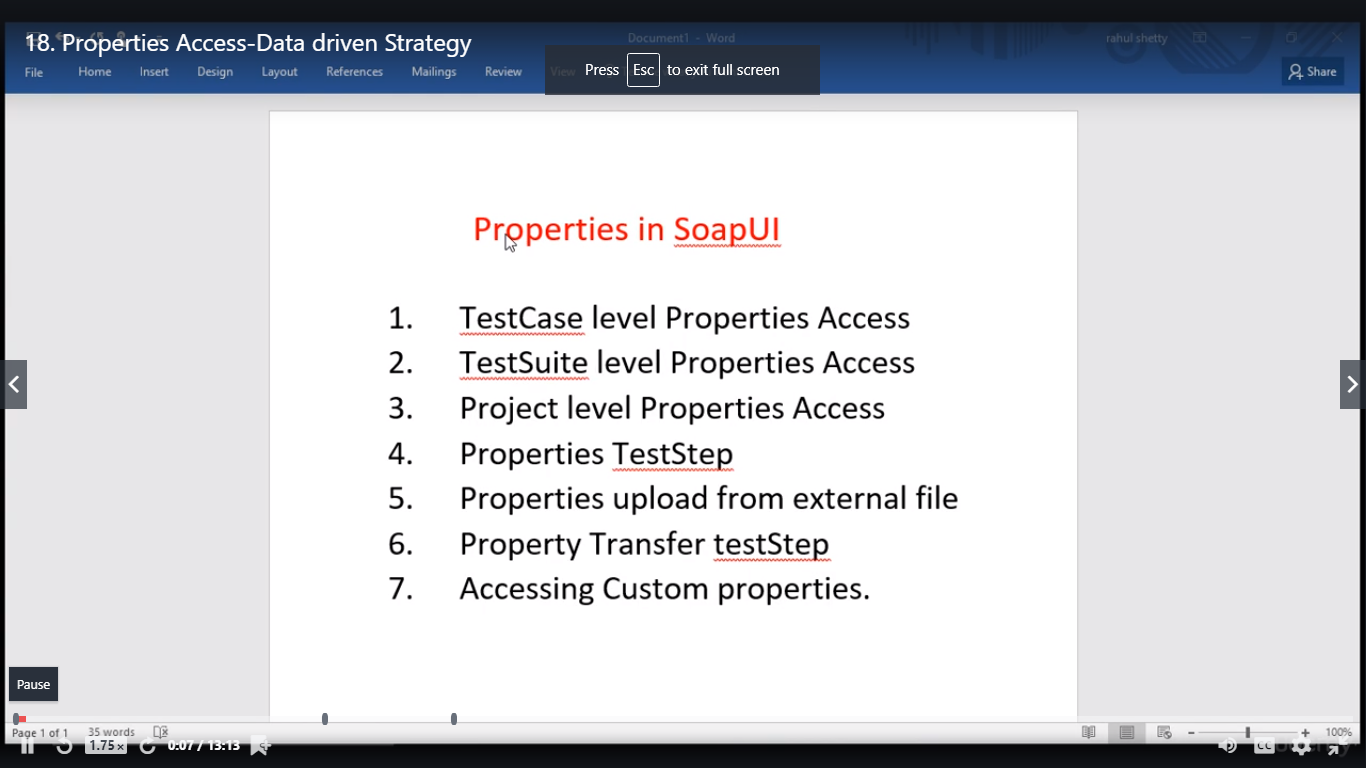 18. Properties Access-Data driven Strategy
Document1 - Word
rahul shetty
File Home Insert Design Layout References Mailings Review View
Press Esc to exit full screen
Share
Properties in SoapUI
1. TestCase level Properties Access
2. TestSuite level Properties Access
3. Project level Properties Access
4. Properties TestStep
5. Properties upload from external file
6. Property Transfer testStep
7. Accessing Custom properties.
Pause
Page 1 of 1 35 words
100%
1.75x
0:07 / 13:13
CC